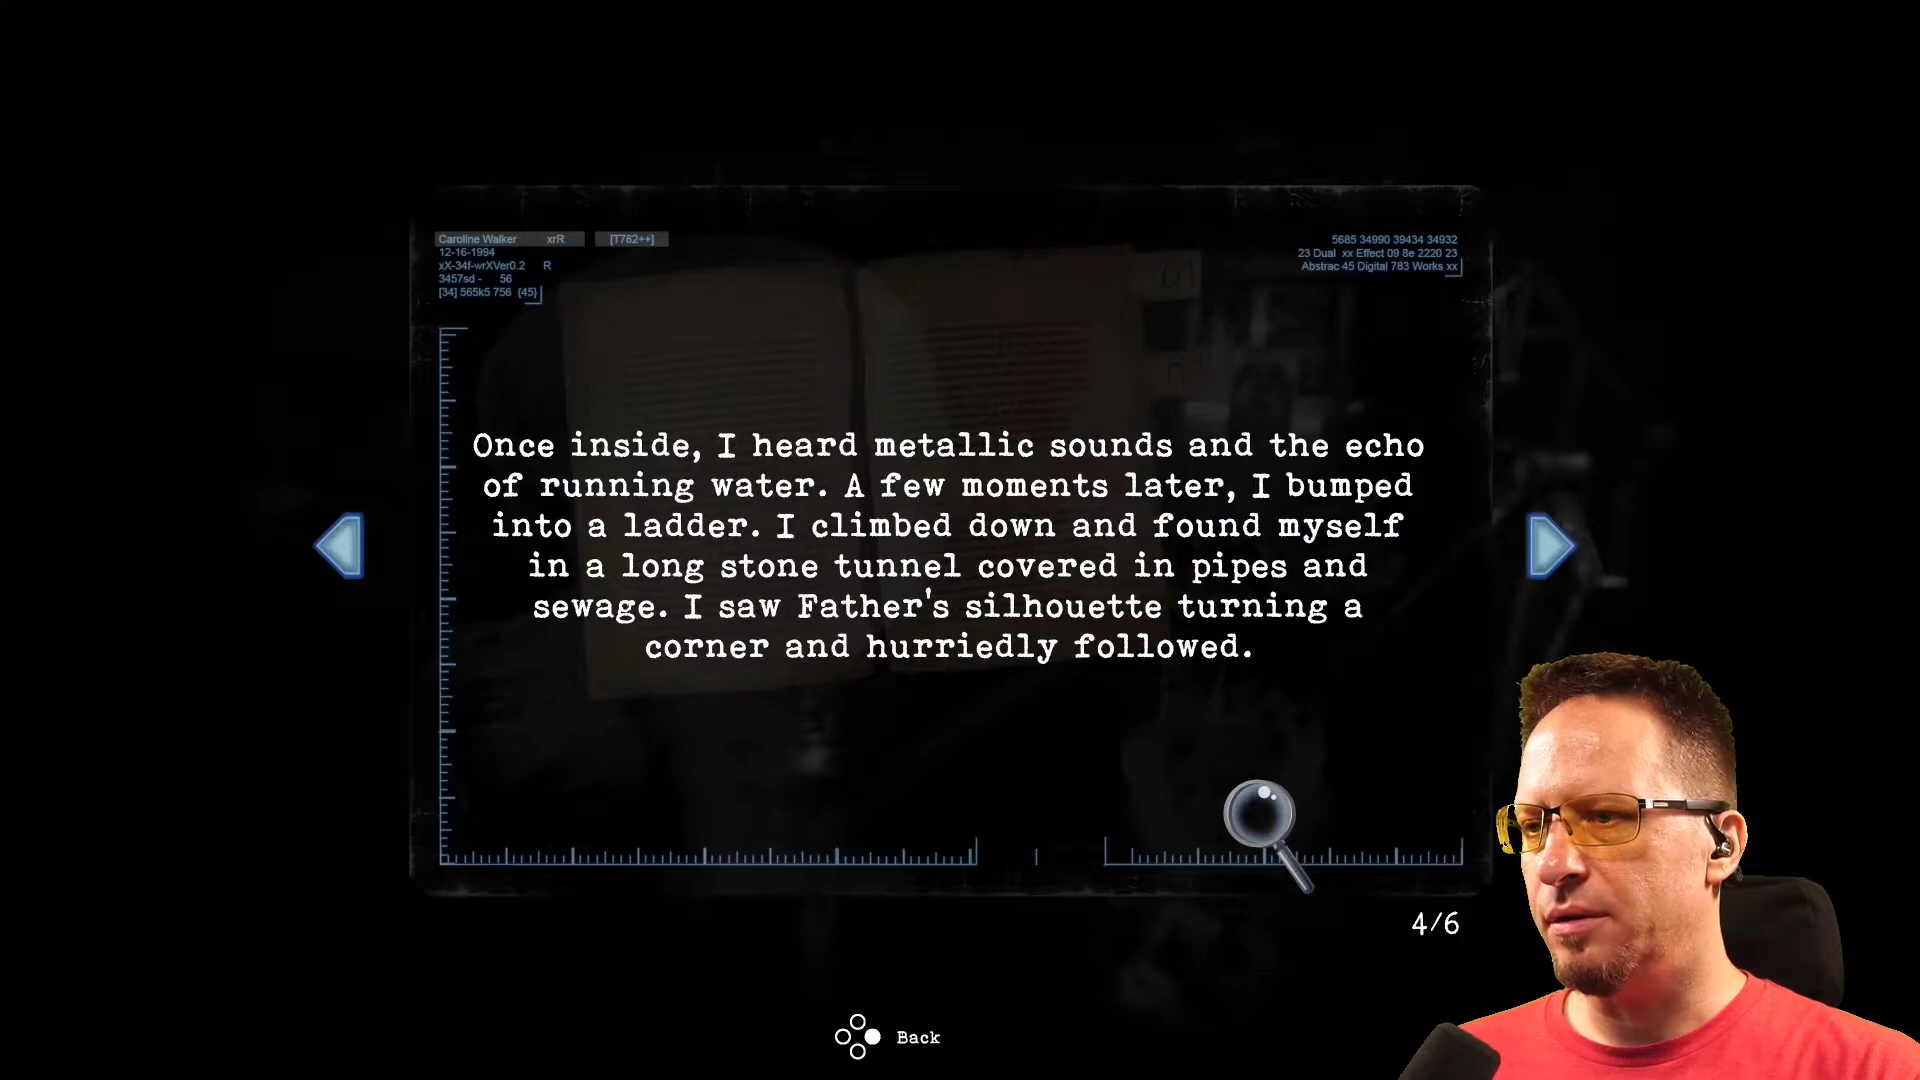 Caroline Walker xrR [T782++]
12-16-1994
xX-34f-wrXVer0.2 R
3457sd - 56
[34] 565k5 756 {45}
5685 34990 39434 34932
23 Dual xx Effect 09 8e 2220 23
Abstrac 45 Digital 783 Works xx
Once inside, I heard metallic sounds and the echo
of running water. A few moments later, I bumped
into a ladder. I climbed down and found myself
in a long stone tunnel covered in pipes and
sewage. I saw Father's silhouette turning a
corner and hurriedly followed.
4/6
Back